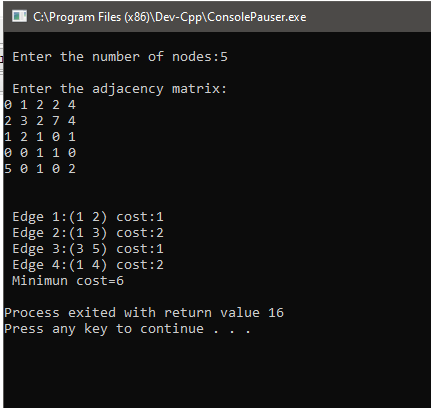 C:\Program Files (x86)\Dev-Cpp\ConsolePauser.exe
Enter the number of nodes:5
Enter the adjacency matrix:
0 1 2 2 4
2 3 2 7 4
1 2 1 0 1
0 0 1 1 0
5 0 1 0 2
Edge 1:(1 2) cost:1
Edge 2:(1 3) cost:2
Edge 3:(3 5) cost:1
Edge 4:(1 4) cost:2
Minimun cost=6
Process exited with return value 16
Press any key to continue . . .